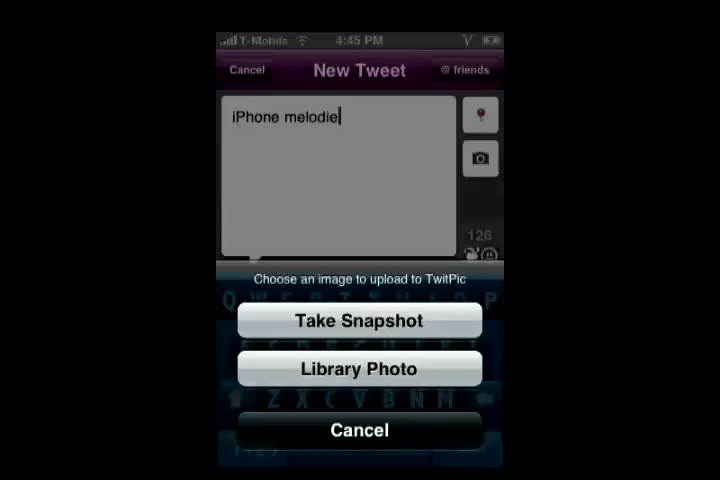 T-Mobile 4:45 PM
Cancel New Tweet @ friends
iPhone melodie
126
Choose an image to upload to TwitPic
Take Snapshot
Library Photo
Z X C V B N M
Cancel